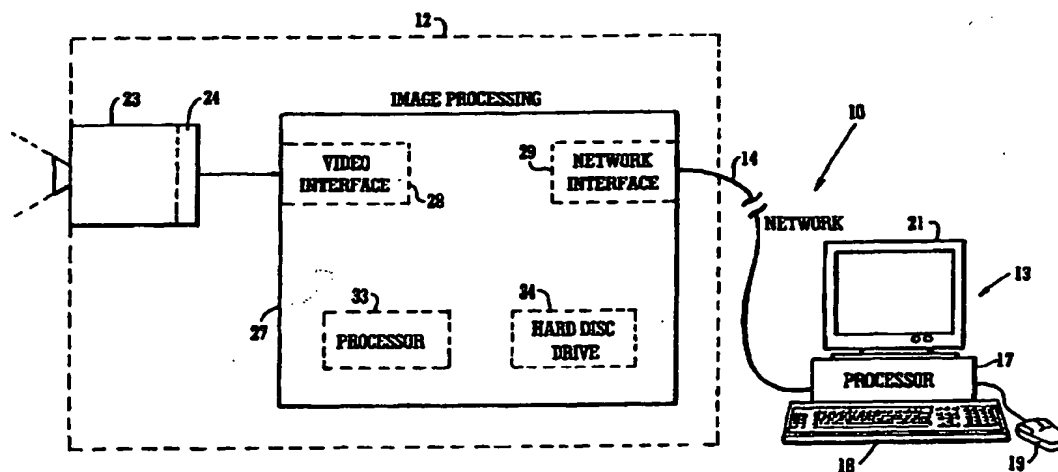 12
23
24
IMAGE PROCESSING
VIDEO
INTERFACE
28
29
NETWORK
INTERFACE
14
10
NETWORK
21
13
27
33
PROCESSOR
34
HARD DISC
DRIVE
17
PROCESSOR
18
19